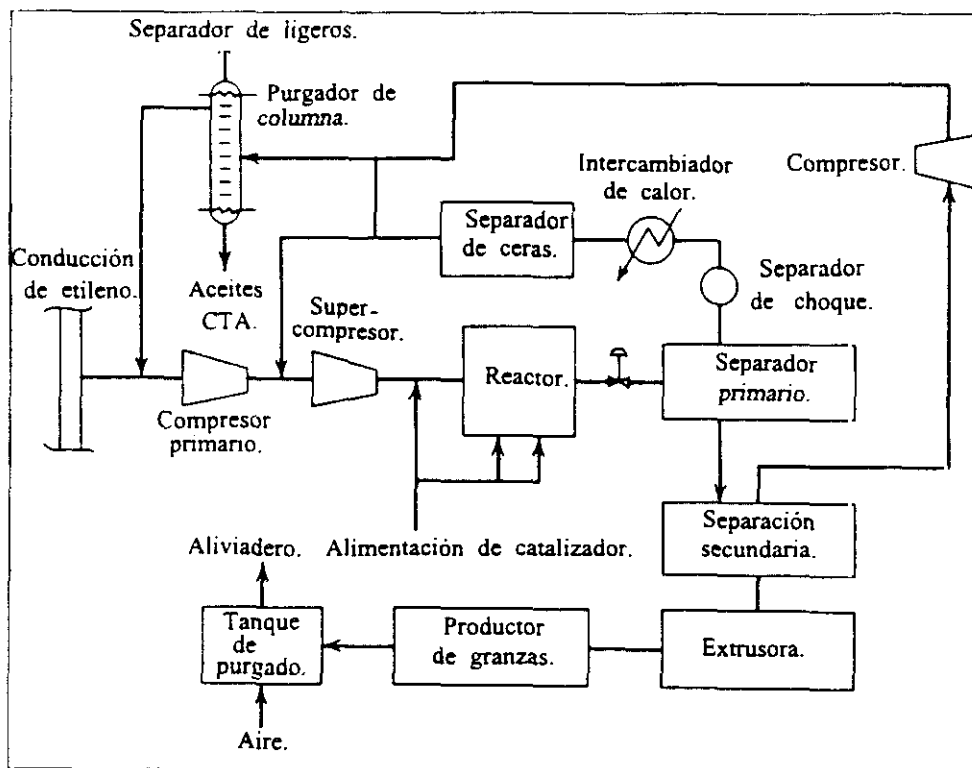 Separador de ligeros.
Purgador de
columna.
Intercambiador
de calor.
Compresor.
Separador
de ceras.
Conducción
de etileno.
Aceites
CTA.
Super-
compresor.
Separador
de choque.
Reactor.
Separador
primario.
Compresor
primario.
Separación
secundaria.
Aliviadero.
Alimentación de catalizador.
Tanque
de
purgado.
Productor
de granzas.
Extrusora.
Aire.